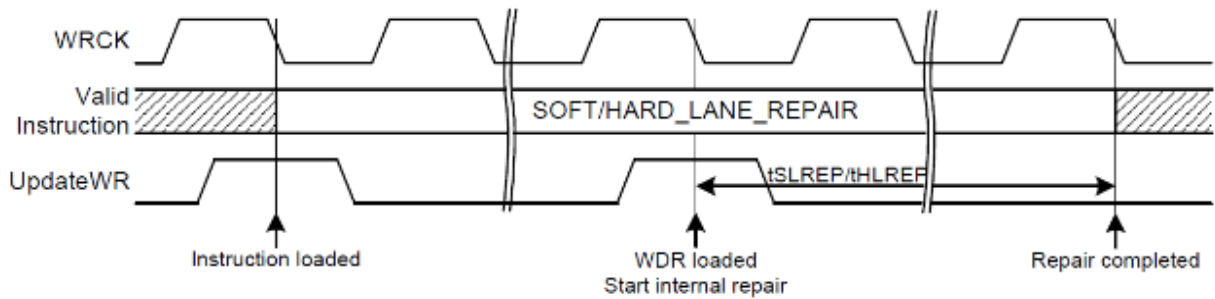 WRCK
Valid
Instruction
SOFT/HARD_LANE_REPAIR
UpdateWR
tSLREP/tHLREP
Instruction loaded
WDR loaded
Start internal repair
Repair completed